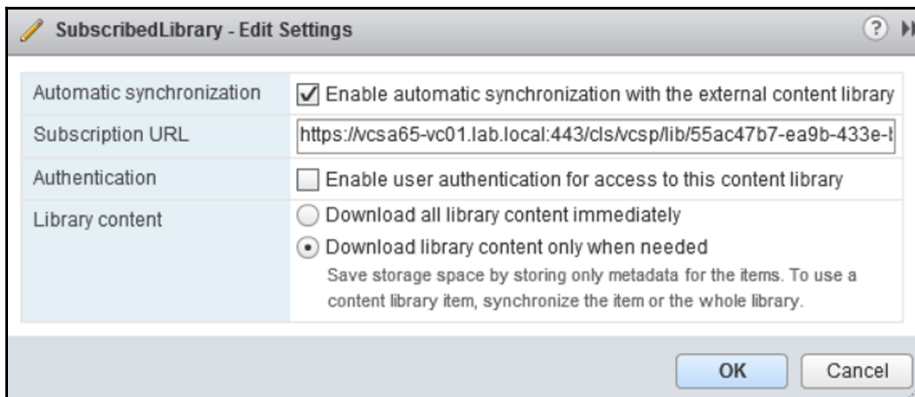 SubscribedLibrary - Edit Settings
?
Automatic synchronization
Enable automatic synchronization with the external content library
Subscription URL
https://vcsa65-vc01.lab.local:443/cls/vcsp/lib/55ac47b7-ea9b-433e-
Authentication
Enable user authentication for access to this content library
Library content
Download all library content immediately
Download library content only when needed
Save storage space by storing only metadata for the items. To use a
content library item, synchronize the item or the whole library.
OK
Cancel